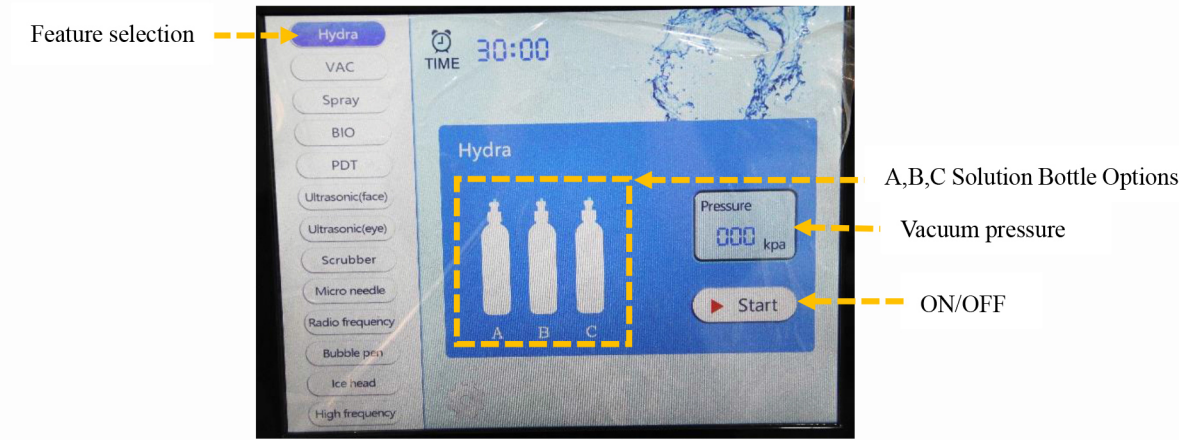 Feature selection
Hydra
VAC
Spray
BIO
PDT
Ultrasonic(face)
Ultrasonic(eye)
Scrubber
Micro needle
Radio frequency
Bubble pen
Ice head
High frequency
TIME 30:00
Hydra
A B C
Pressure
000 kpa
Start
A,B,C Solution Bottle Options
Vacuum pressure
ON/OFF